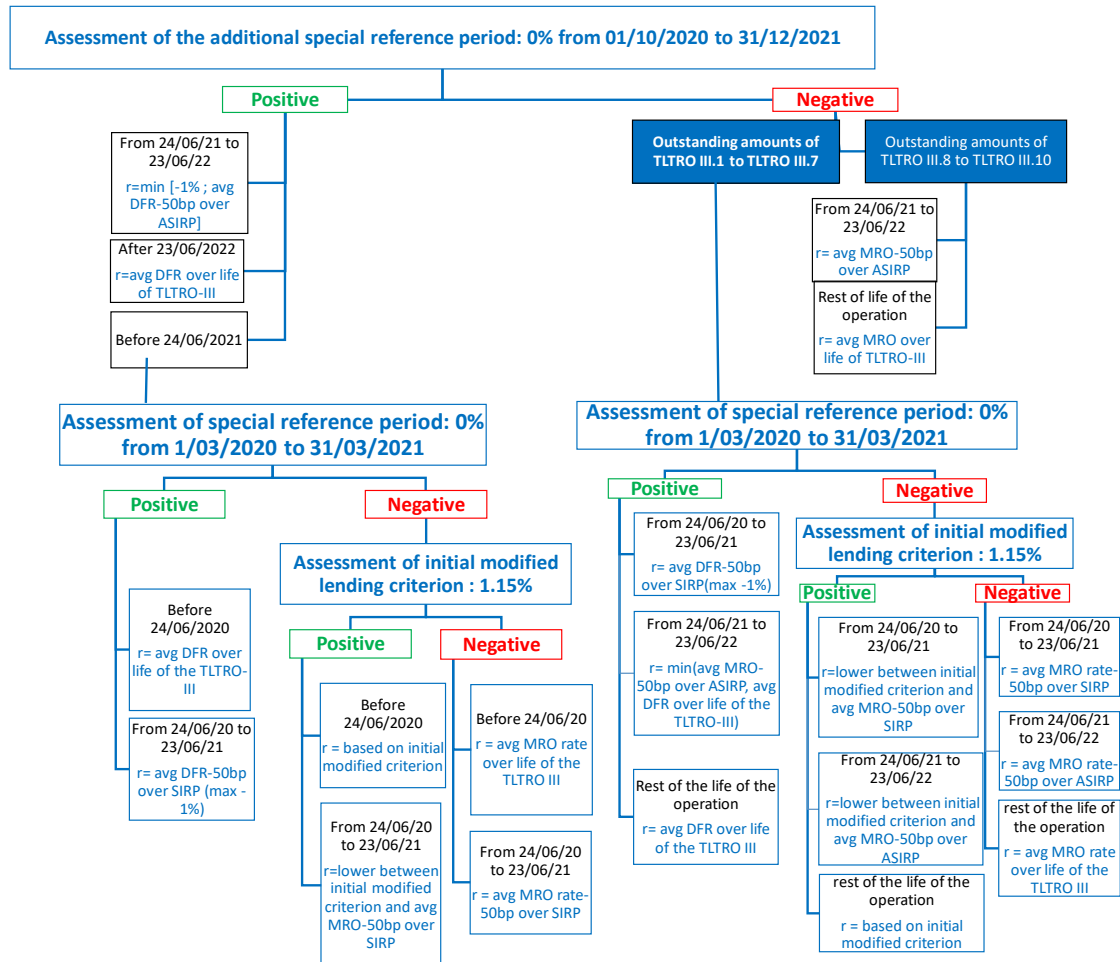 Assessment of the additional special reference period: 0% from 01/10/2020 to 31/12/2021
Positive
Negative
From 24/06/21 to
23/06/22
r=min [-1% ; avg
DFR-50bp over
ASIRP]
After 23/06/2022
r=avg DFR over life
of TLTRO-III
Before 24/06/2021
Outstanding amounts of
TLTRO III.1 to TLTRO III.7
Outstanding amounts of
TLTRO III.8 to TLTRO III.10
From 24/06/21 to
23/06/22
r= avg MRO-50bp
over ASIRP
Rest of life of the
operation
r= avg MRO over
life of TLTRO-III
Assessment of special reference period: 0%
from 1/03/2020 to 31/03/2021
Positive
Negative
Before
24/06/2020
r= avg DFR over
life of the TLTRO-
III
From 24/06/20 to
23/06/21
r= avg DFR-50bp
over SIRP (max -
1%)
Assessment of initial modified
lending criterion : 1.15%
Positive
Negative
Before
24/06/2020
r = based on initial
modified criterion
From 24/06/20
to 23/06/21
r=lower between
initial modified
criterion and avg
MRO-50bp over
SIRP
Before 24/06/20
r = avg MRO rate
over life of the
TLTRO III
From 24/06/20
to 23/06/21
r= avg MRO rate-
50bp over SIRP
Assessment of special reference period: 0%
from 1/03/2020 to 31/03/2021
Positive
Negative
From 24/06/20 to
23/06/21
r= avg DFR-50bp
over SIRP(max -1%)
From 24/06/21 to
23/06/22
r= min(avg MRO-
50bp over ASIRP, avg
DFR over life of the
TLTRO-III)
Rest of the life of the
operation
r= avg DFR over life
of the TLTRO III
Assessment of initial modified
lending criterion : 1.15%
Positive
Negative
From 24/06/20 to
23/06/21
r=lower between initial
modified criterion and
avg MRO-50bp over
SIRP
From 24/06/21 to
23/06/22
r=lower between initial
modified criterion and
avg MRO-50bp over
ASIRP
rest of the life of the
operation
r = based on initial
modified criterion
From 24/06/20
to 23/06/21
r= avg MRO rate-
50bp over SIRP
From 24/06/21 to
23/06/22
r= avg MRO rate-
50bp over ASIRP
rest of the life of
the operation
r = avg MRO rate
over life of the
TLTRO III